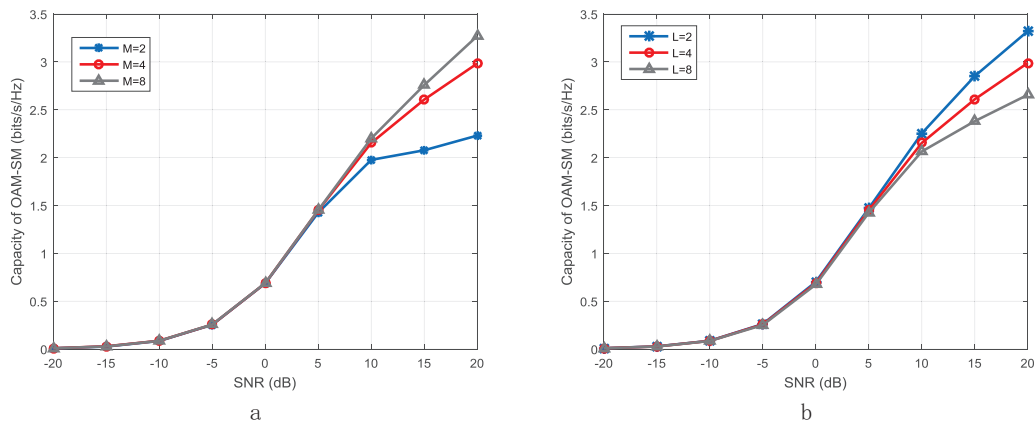 3.5
3
2.5
2
1.5
1
0.5
0
Capacity of OAM-SM (bits/s/Hz)
M=2
M=4
M=8
-20 -15 -10 -5 0 5 10 15 20
SNR (dB)
a
3.5
3
2.5
2
1.5
1
0.5
0
Capacity of OAM-SM (bits/s/Hz)
L=2
L=4
L=8
-20 -15 -10 -5 0 5 10 15 20
SNR (dB)
b